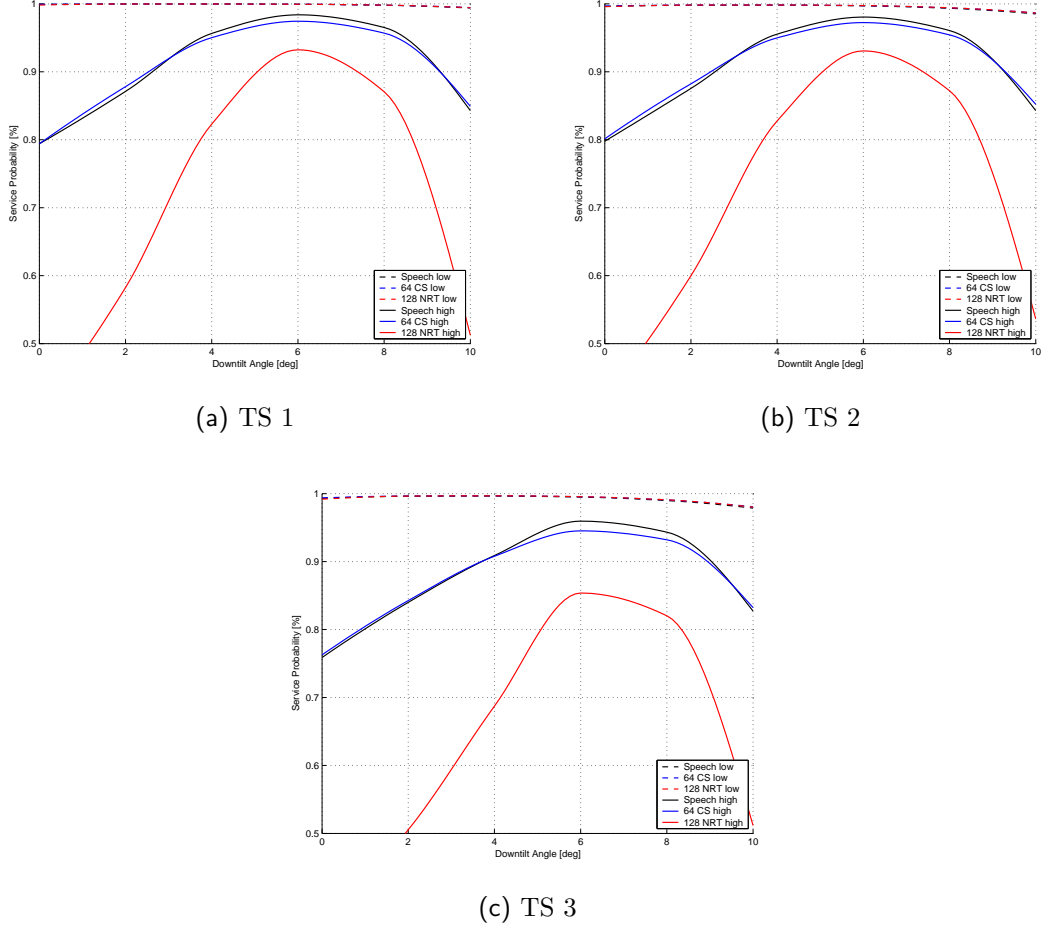 1
0.9
0.8
0.7
0.6
0.5
Service Probability [%]
0 2 4 6 8 10
Downtilt Angle [deg]
Speech low
64 CS low
128 NRT low
Speech high
64 CS high
128 NRT high
(a) TS 1
1
0.9
0.8
0.7
0.6
0.5
Service Probability [%]
0 2 4 6 8 10
Downtilt Angle [deg]
Speech low
64 CS low
128 NRT low
Speech high
64 CS high
128 NRT high
(b) TS 2
1
0.9
0.8
0.7
0.6
0.5
Service Probability [%]
0 2 4 6 8 10
Downtilt Angle [deg]
Speech low
64 CS low
128 NRT low
Speech high
64 CS high
128 NRT high
(c) TS 3